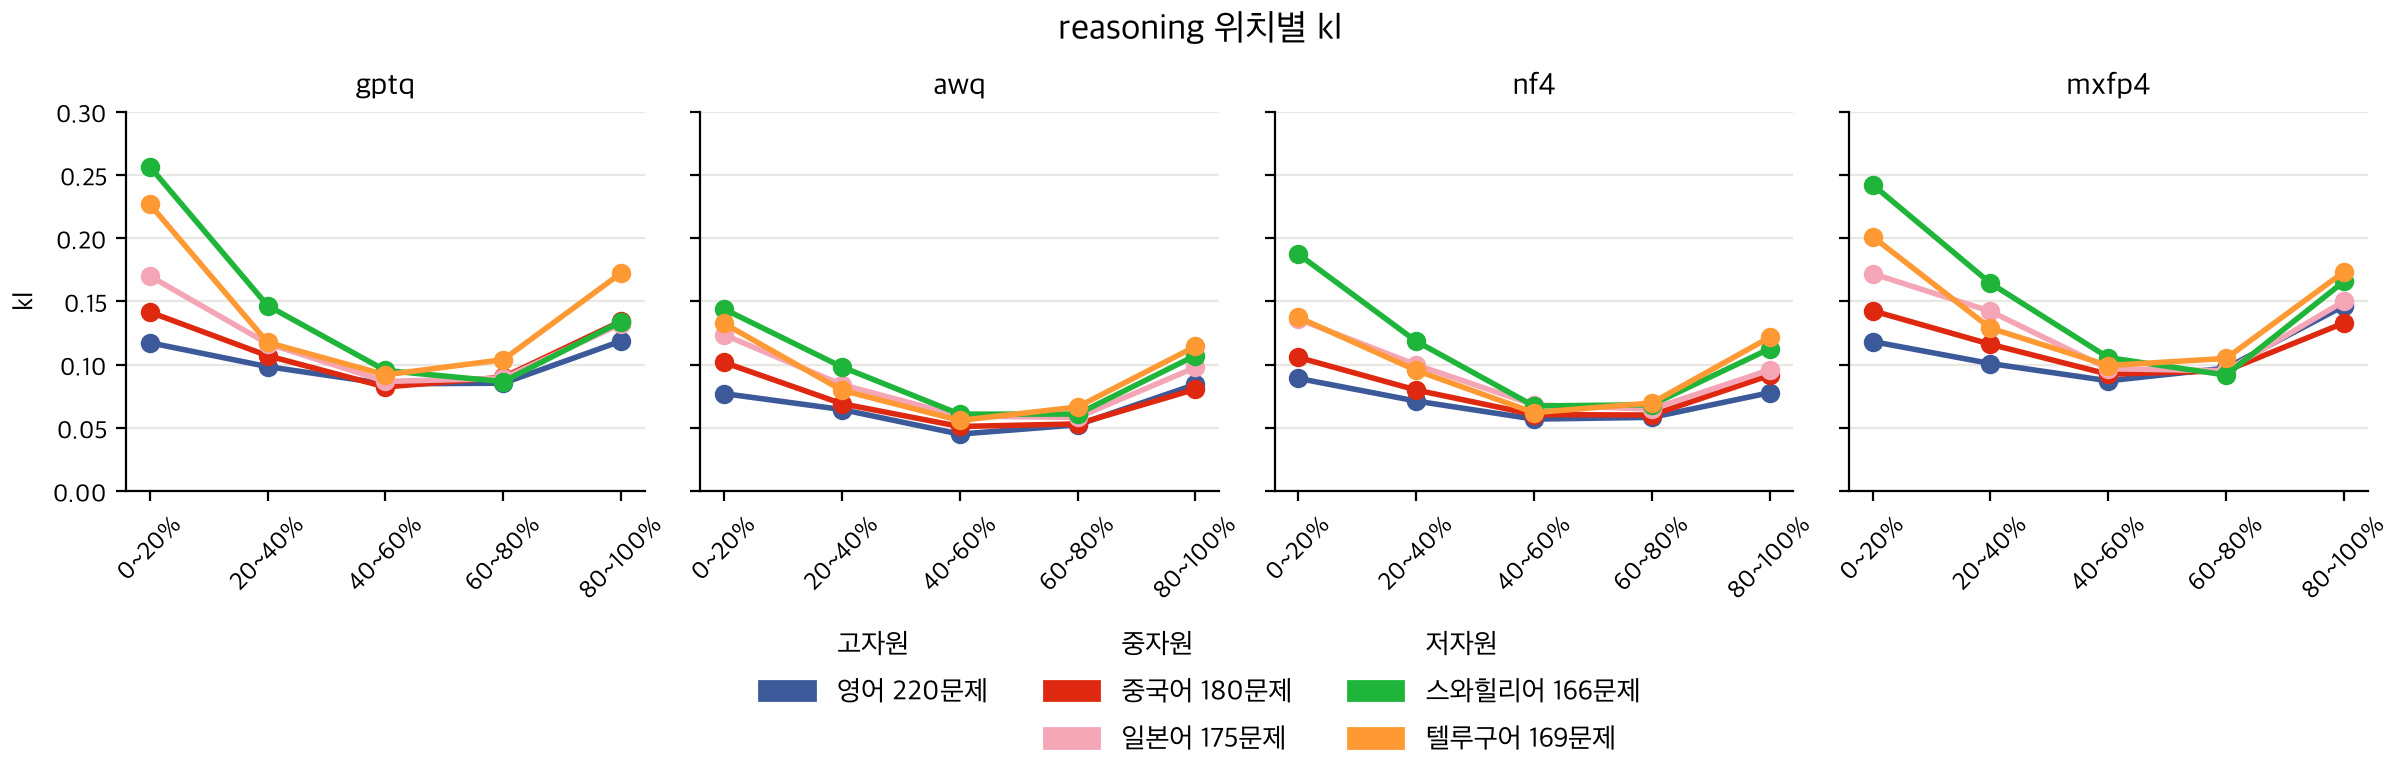 reasoning 위치별 kl
gptq
awq
nf4
mxfp4
kl
0.30
0.25
0.20
0.15
0.10
0.05
0.00
0~20% 20~40% 40~60% 60~80% 80~100%
0~20% 20~40% 40~60% 60~80% 80~100%
0~20% 20~40% 40~60% 60~80% 80~100%
0~20% 20~40% 40~60% 60~80% 80~100%
고자원 중자원 저자원
영어 220문제 중국어 180문제 스와힐리어 166문제
일본어 175문제 텔루구어 169문제